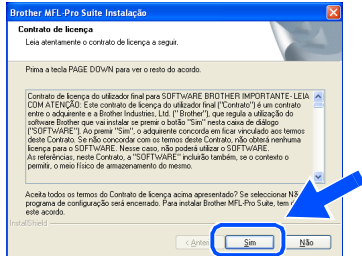 Brother MFL-Pro Suite Instalação
Contrato de licença
Leia atentamente o contrato de licença a seguir.
Prima a tecla PAGE DOWN para ver o resto do acordo.
Contrato de licença do utilizador final para SOFTWARE BROTHER IMPORTANTE- LEIA
COM ATENÇÃO: Este contrato de licença do utilizador final ("Contrato") é um contrato
entre o adquirente e a Brother Industries, Ltd. ("Brother"), que regula a utilização do
software Brother que vai instalar se premir o botão "Sim" nesta caixa de diálogo
("SOFTWARE"). Ao premir "Sim", o adquirente concorda em ficar vinculado aos termos
deste Contrato. Se não concordar com os termos deste Contrato, não obterá nenhuma
licença para o SOFTWARE. Nesse caso, não poderá utilizar o SOFTWARE.
As referências, neste Contrato, a "SOFTWARE" incluirão também, se o contexto o
permitir, o meio físico de armazenamento do mesmo.
Aceita todos os termos do Contrato de licença acima apresentado? Se seleccionar
programa de configuração será encerrado. Para instalar Brother MFL-Pro Suite, tem
este acordo.
InstallShield
Sim
Não